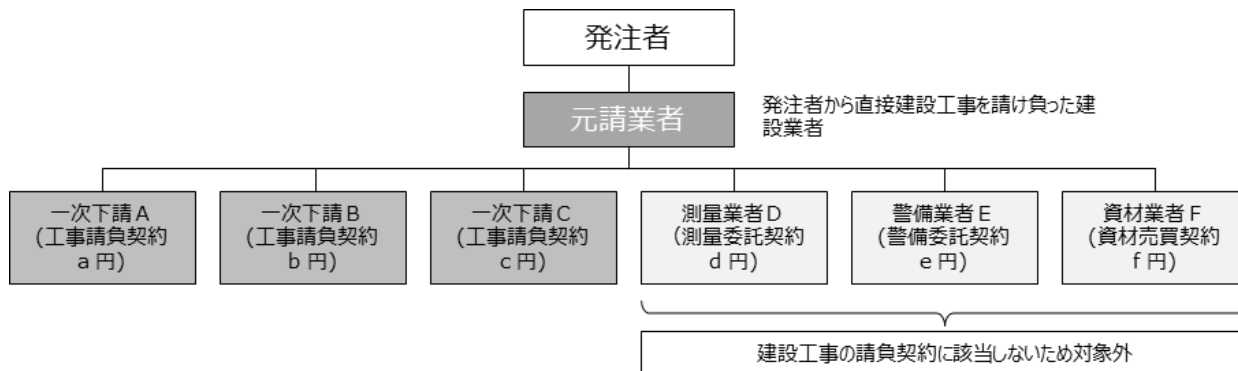 発注者
元請業者
発注者から直接建設工事を請け負った建
設業者
一次下請A
(工事請負契約
a 円)
一次下請B
(工事請負契約
b 円)
一次下請C
(工事請負契約
c 円)
測量業者D
(測量委託契約
d 円)
警備業者E
(警備委託契約
e 円)
資材業者F
(資材売買契約
f 円)
建設工事の請負契約に該当しないため対象外